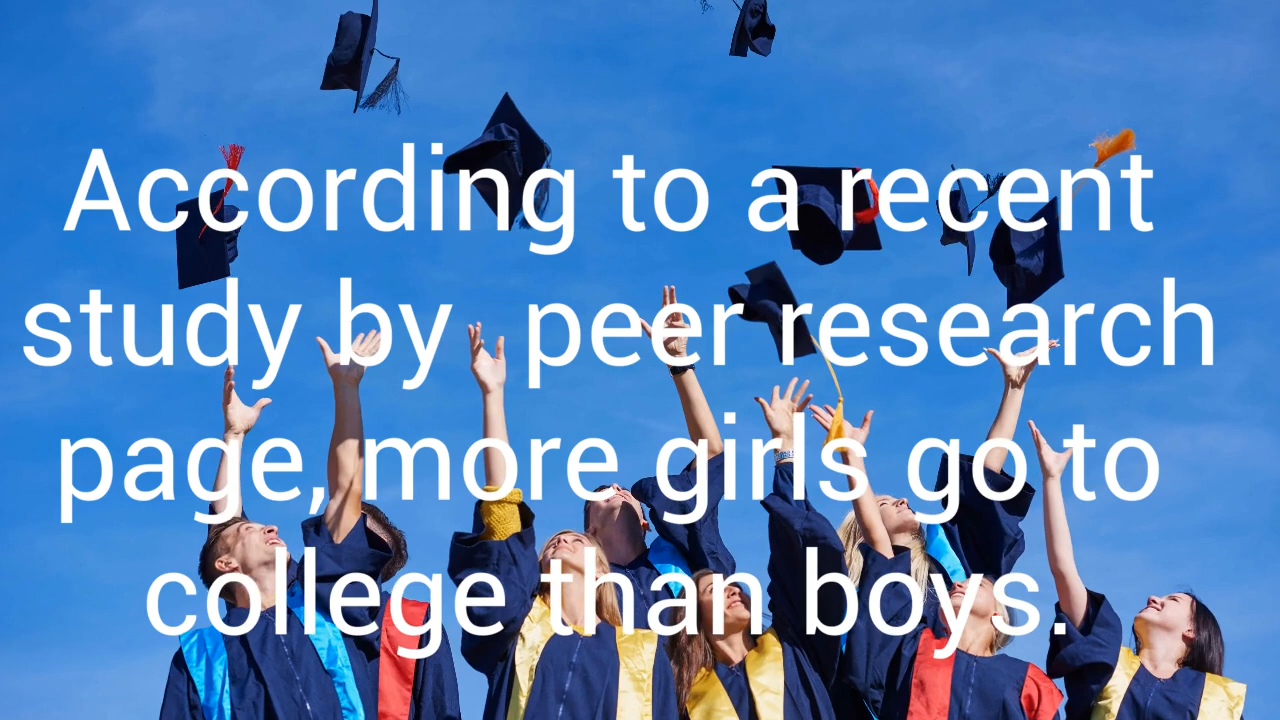 According to a recent
study by  peer research
page, more girls go to
college than boys.